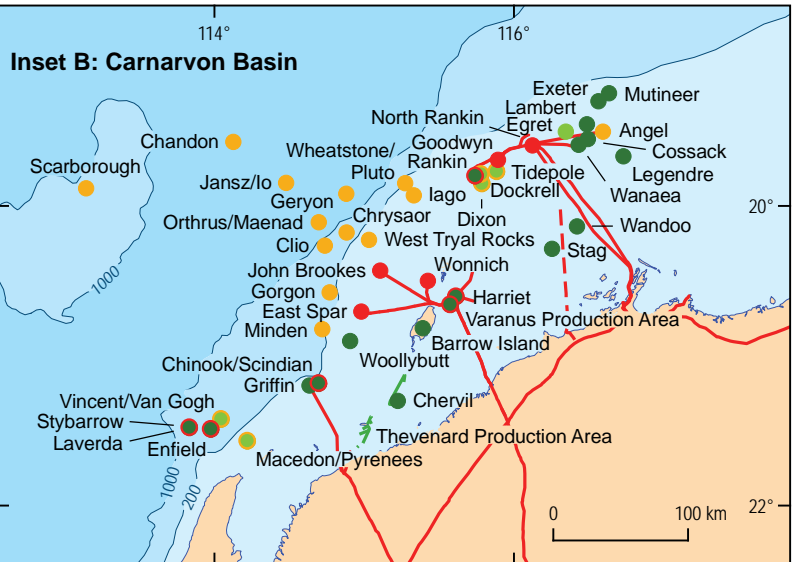 114°
116°
Inset B: Carnarvon Basin
Exeter
Mutineer
Lambert
North Rankin
Egret
Angel
Chandon
Goodwyn
Cossack
Wheatstone/
Pluto
Rankin
Tidepole
Legendre
Scarborough
Jansz/Io
Iago
Dockrell
Wanaea
Geryon
20°
Orthrus/Maenad
Chrysaor
Dixon
Wandoo
Clio
West Tryal Rocks
Stag
John Brookes
Wonnich
1000
Gorgon
Harriet
East Spar
Varanus Production Area
Minden
Barrow Island
Woollybutt
Chinook/Scindian
Griffin
Chervil
Vincent/Van Gogh
Stybarrow
Laverda
Enfield
Thevenard Production Area
Macedon/Pyrenees
1000
200
22°
0
100 km